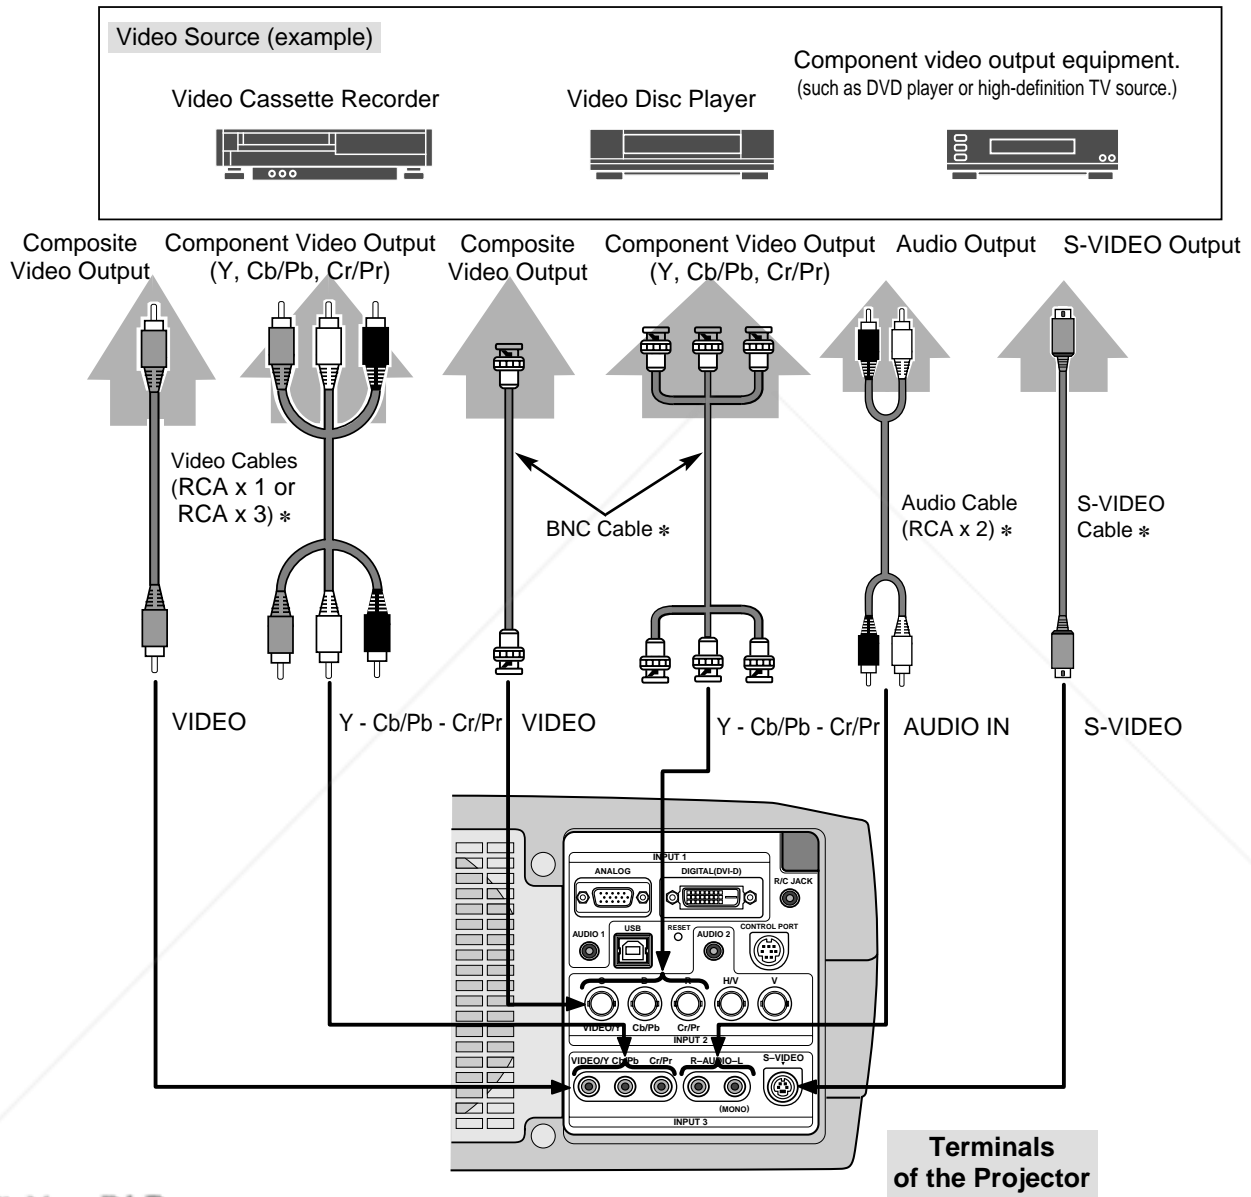 Video Source (example)
Component video output equipment.
(such as DVD player or high-definition TV source.)
Video Cassette Recorder
Video Disc Player
Composite
Video Output
Component Video Output
(Y, Cb/Pb, Cr/Pr)
Composite
Video Output
Component Video Output
(Y, Cb/Pb, Cr/Pr)
Audio Output
S-VIDEO Output
Video Cables
(RCA x 1 or
RCA x 3) *
BNC Cable *
Audio Cable
(RCA x 2) *
S-VIDEO
Cable *
VIDEO
Y - Cb/Pb - Cr/Pr
VIDEO
Y - Cb/Pb - Cr/Pr
AUDIO IN
S-VIDEO
INPUT 1
ANALOG
DIGITAL(DVI-D)
R/C JACK
AUDIO 1
USB
RESET
AUDIO 2
CONTROL PORT
G
B
R
H/V
V
VIDEO/Y
Cb/Pb
Cr/Pr
INPUT 2
VIDEO/Y
Cb/Pb
Cr/Pr
R–AUDIO–L
S–VIDEO
(MONO)
INPUT 3
Terminals
of the Projector